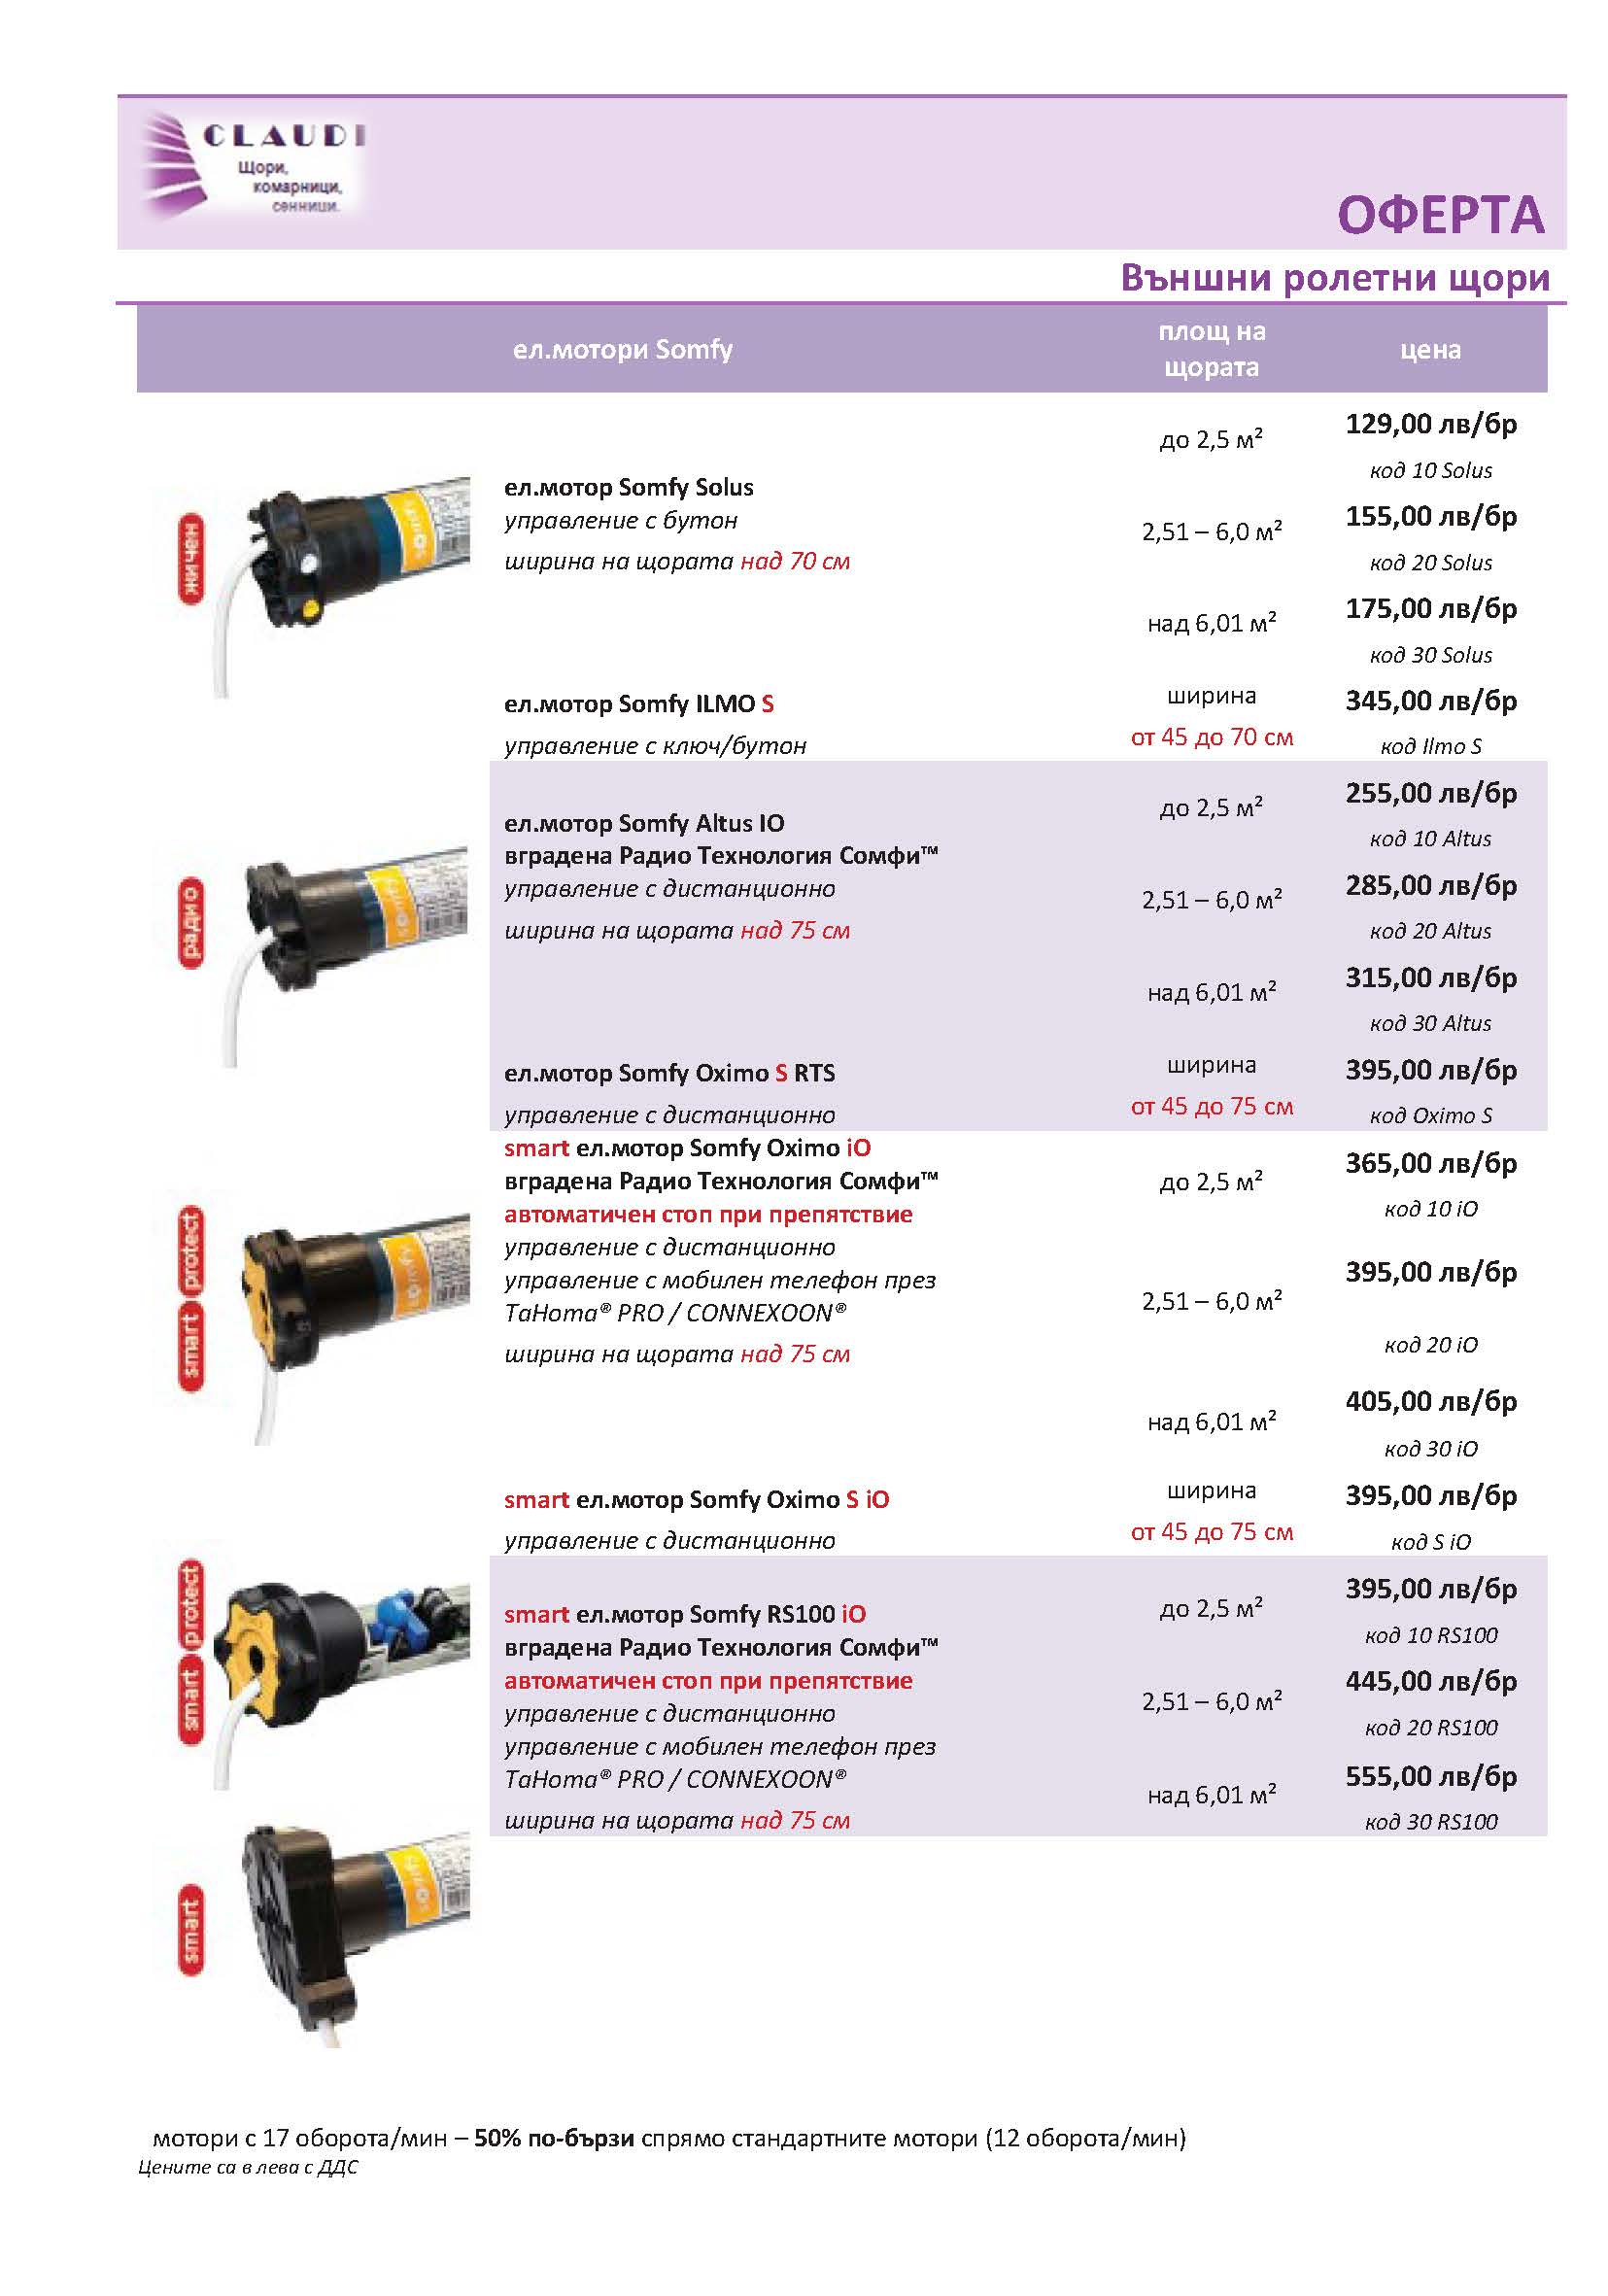 CLAUDI
Щори,
комарници,
сенници.
ОФЕРТА
Външни ролетни щори
ел.мотори Somfy
площ на
щората
цена
жичен
ел.мотор Somfy Solus
управление с бутон
ширина на щората над 70 см
до 2,5 м²
129,00 лв/бр
код 10 Solus
2,51 – 6,0 м²
155,00 лв/бр
код 20 Solus
над 6,01 м²
175,00 лв/бр
код 30 Solus
ел.мотор Somfy ILMO S
управление с ключ/бутон
ширина
от 45 до 70 см
345,00 лв/бр
код Ilmo S
радио
ел.мотор Somfy Altus IO
вградена Радио Технология Сомфи™
управление с дистанционно
ширина на щората над 75 см
до 2,5 м²
255,00 лв/бр
код 10 Altus
2,51 – 6,0 м²
285,00 лв/бр
код 20 Altus
над 6,01 м²
315,00 лв/бр
код 30 Altus
ел.мотор Somfy Oximo S RTS
управление с дистанционно
ширина
от 45 до 75 см
395,00 лв/бр
код Oximo S
smart protect
smart ел.мотор Somfy Oximo iO
вградена Радио Технология Сомфи™
автоматичен стоп при препятствие
управление с дистанционно
управление с мобилен телефон през
TaHoma® PRO / CONNEXOON®
ширина на щората над 75 см
до 2,5 м²
365,00 лв/бр
код 10 iO
2,51 – 6,0 м²
395,00 лв/бр
код 20 iO
над 6,01 м²
405,00 лв/бр
код 30 iO
smart ел.мотор Somfy Oximo S iO
управление с дистанционно
ширина
от 45 до 75 см
395,00 лв/бр
код S iO
smart protect
smart ел.мотор Somfy RS100 iO
вградена Радио Технология Сомфи™
автоматичен стоп при препятствие
управление с дистанционно
управление с мобилен телефон през
TaHoma® PRO / CONNEXOON®
ширина на щората над 75 см
до 2,5 м²
395,00 лв/бр
код 10 RS100
2,51 – 6,0 м²
445,00 лв/бр
код 20 RS100
над 6,01 м²
555,00 лв/бр
код 30 RS100
smart
мотори с 17 оборота/мин – 50% по-бързи спрямо стандартните мотори (12 оборота/мин)
Цените са в лева с ДДС